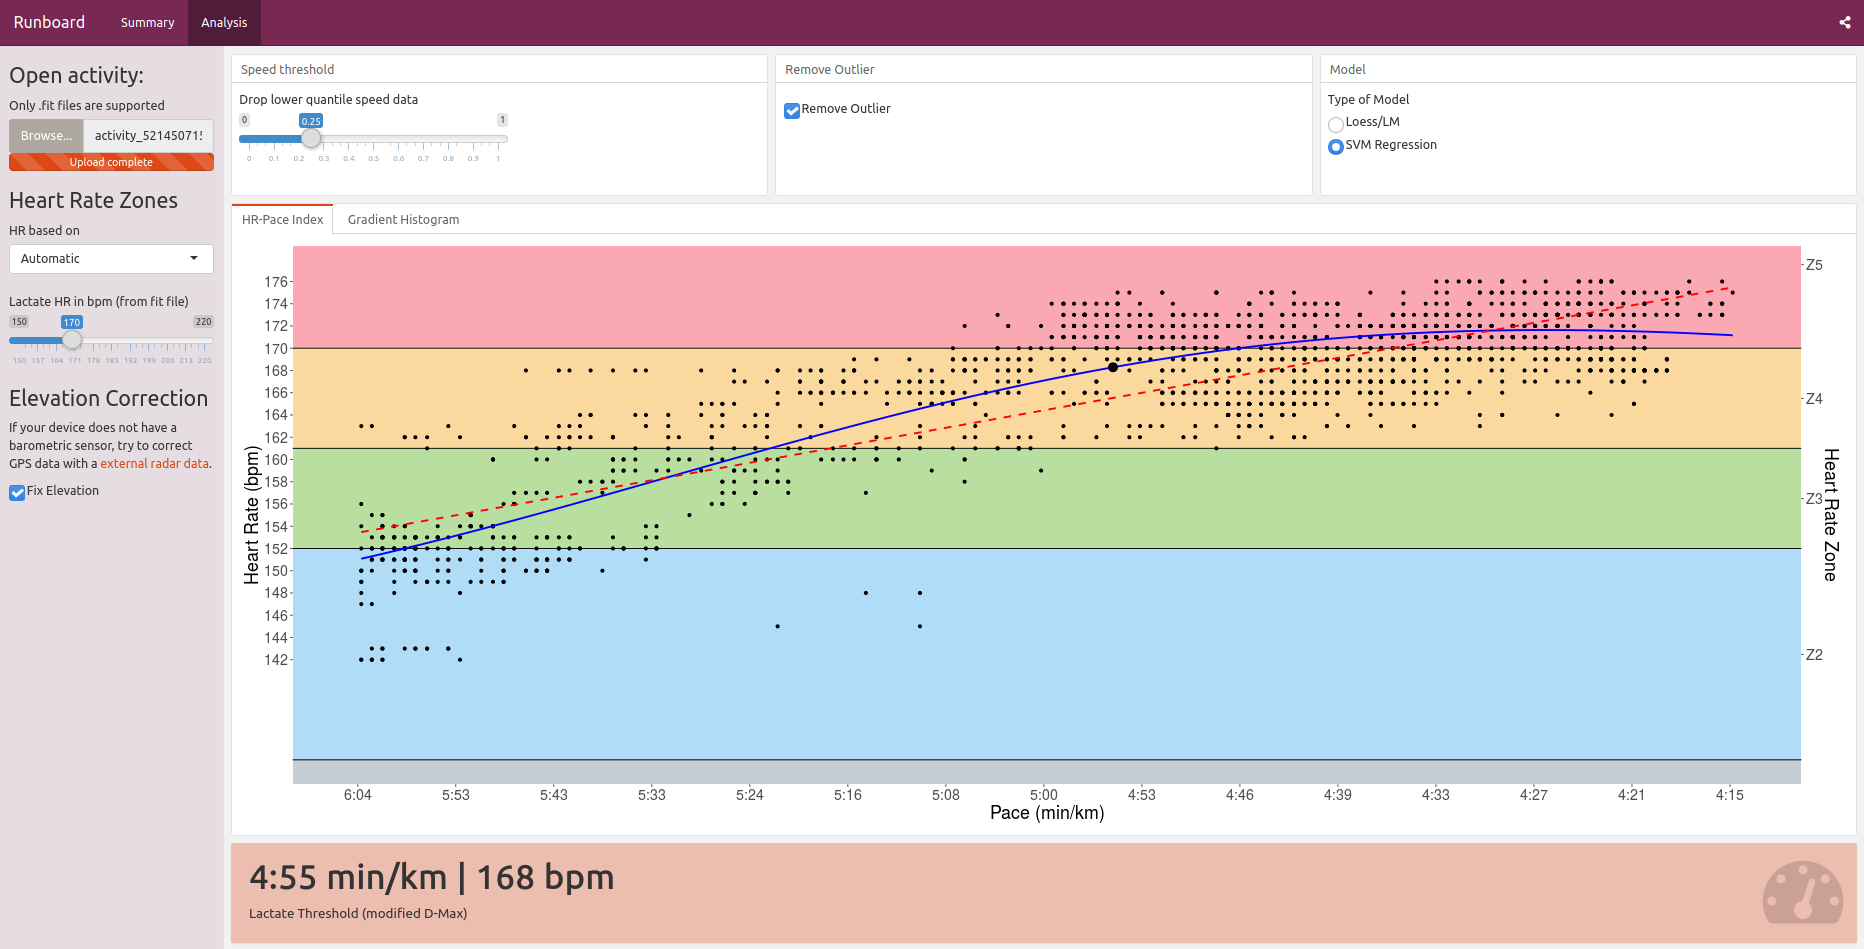 Runboard
Summary
Analysis
Open activity:
Only .fit files are supported
Browse...
activity_52145071
Upload complete
Heart Rate Zones
HR based on
Automatic
Lactate HR in bpm (from fit file)
150 170 220
150 157 164 171 178 185 192 199 206 213 220
Elevation Correction
If your device does not have a
barometric sensor, try to correct
GPS data with a external radar data.
Fix Elevation
Speed threshold
Drop lower quantile speed data
0 0.25 1
0 0.1 0.2 0.3 0.4 0.5 0.6 0.7 0.8 0.9 1
Remove Outlier
Remove Outlier
Model
Type of Model
Loess/LM
SVM Regression
HR-Pace Index
Gradient Histogram
Heart Rate (bpm)
176
174
172
170
168
166
164
162
160
158
156
154
152
150
148
146
144
142
Z5
Z4
Z3
Z2
Heart Rate Zone
6:04 5:53 5:43 5:33 5:24 5:16 5:08 5:00 4:53 4:46 4:39 4:33 4:27 4:21 4:15
Pace (min/km)
4:55 min/km | 168 bpm
Lactate Threshold (modified D-Max)